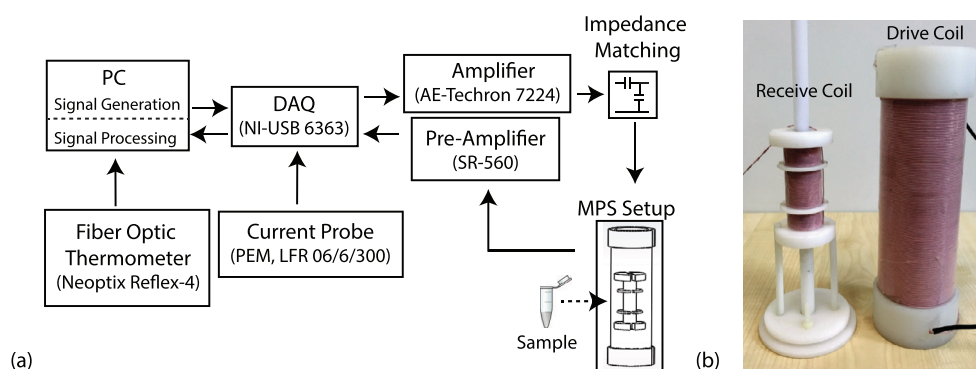 PC
Signal Generation
Signal Processing
DAQ
(NI-USB 6363)
Amplifier
(AE-Techron 7224)
Impedance
Matching
Pre-Amplifier
(SR-560)
Fiber Optic
Thermometer
(Neoptix Reflex-4)
Current Probe
(PEM, LFR 06/6/300)
MPS Setup
Sample
(a)
Drive Coil
Receive Coil
(b)